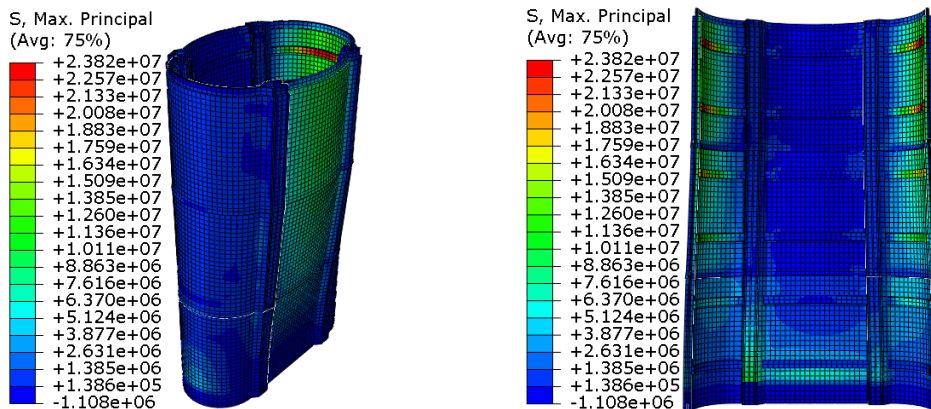 S, Max. Principal
(Avg: 75%)
+2.382e+07
+2.257e+07
+2.133e+07
+2.008e+07
+1.883e+07
+1.759e+07
+1.634e+07
+1.509e+07
+1.385e+07
+1.260e+07
+1.136e+07
+1.011e+07
+8.863e+06
+7.616e+06
+6.370e+06
+5.124e+06
+3.877e+06
+2.631e+06
+1.385e+06
+1.386e+05
-1.108e+06
S, Max. Principal
(Avg: 75%)
+2.382e+07
+2.257e+07
+2.133e+07
+2.008e+07
+1.883e+07
+1.759e+07
+1.634e+07
+1.509e+07
+1.385e+07
+1.260e+07
+1.136e+07
+1.011e+07
+8.863e+06
+7.616e+06
+6.370e+06
+5.124e+06
+3.877e+06
+2.631e+06
+1.385e+06
+1.386e+05
-1.108e+06